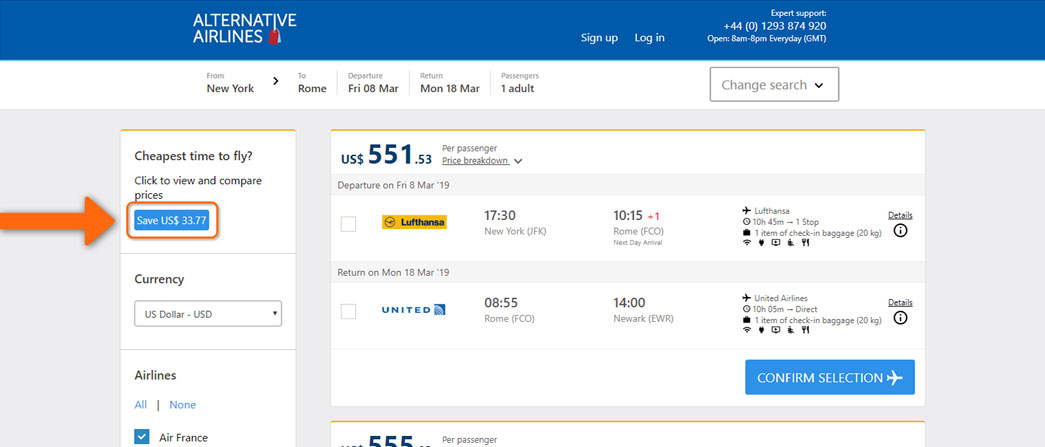 ALTERNATIVE
AIRLINES
Sign up
Log in
Expert support:
+44 (0) 1293 874 920
Open: 8am-8pm Everyday (GMT)
From
New York
To
Rome
Departure
Fri 08 Mar
Return
Mon 18 Mar
Passengers
1 adult
Change search
Cheapest time to fly?
Click to view and compare
prices
Save US$ 33.77
Currency
US Dollar - USD
Airlines
All | None
Air France
US$ 551.53
Per passenger
Price breakdown
Departure on Fri 8 Mar '19
Lufthansa
17:30
New York (JFK)
10:15 +1
Rome (FCO)
Next Day Arrival
Lufthansa
10h 45m → 1 Stop
1 item of check-in baggage (20 kg)
Details
Return on Mon 18 Mar '19
UNITED
08:55
Rome (FCO)
14:00
Newark (EWR)
United Airlines
10h 05m → Direct
1 item of check-in baggage (20 kg)
Details
CONFIRM SELECTION
US$ 555
Per passenger